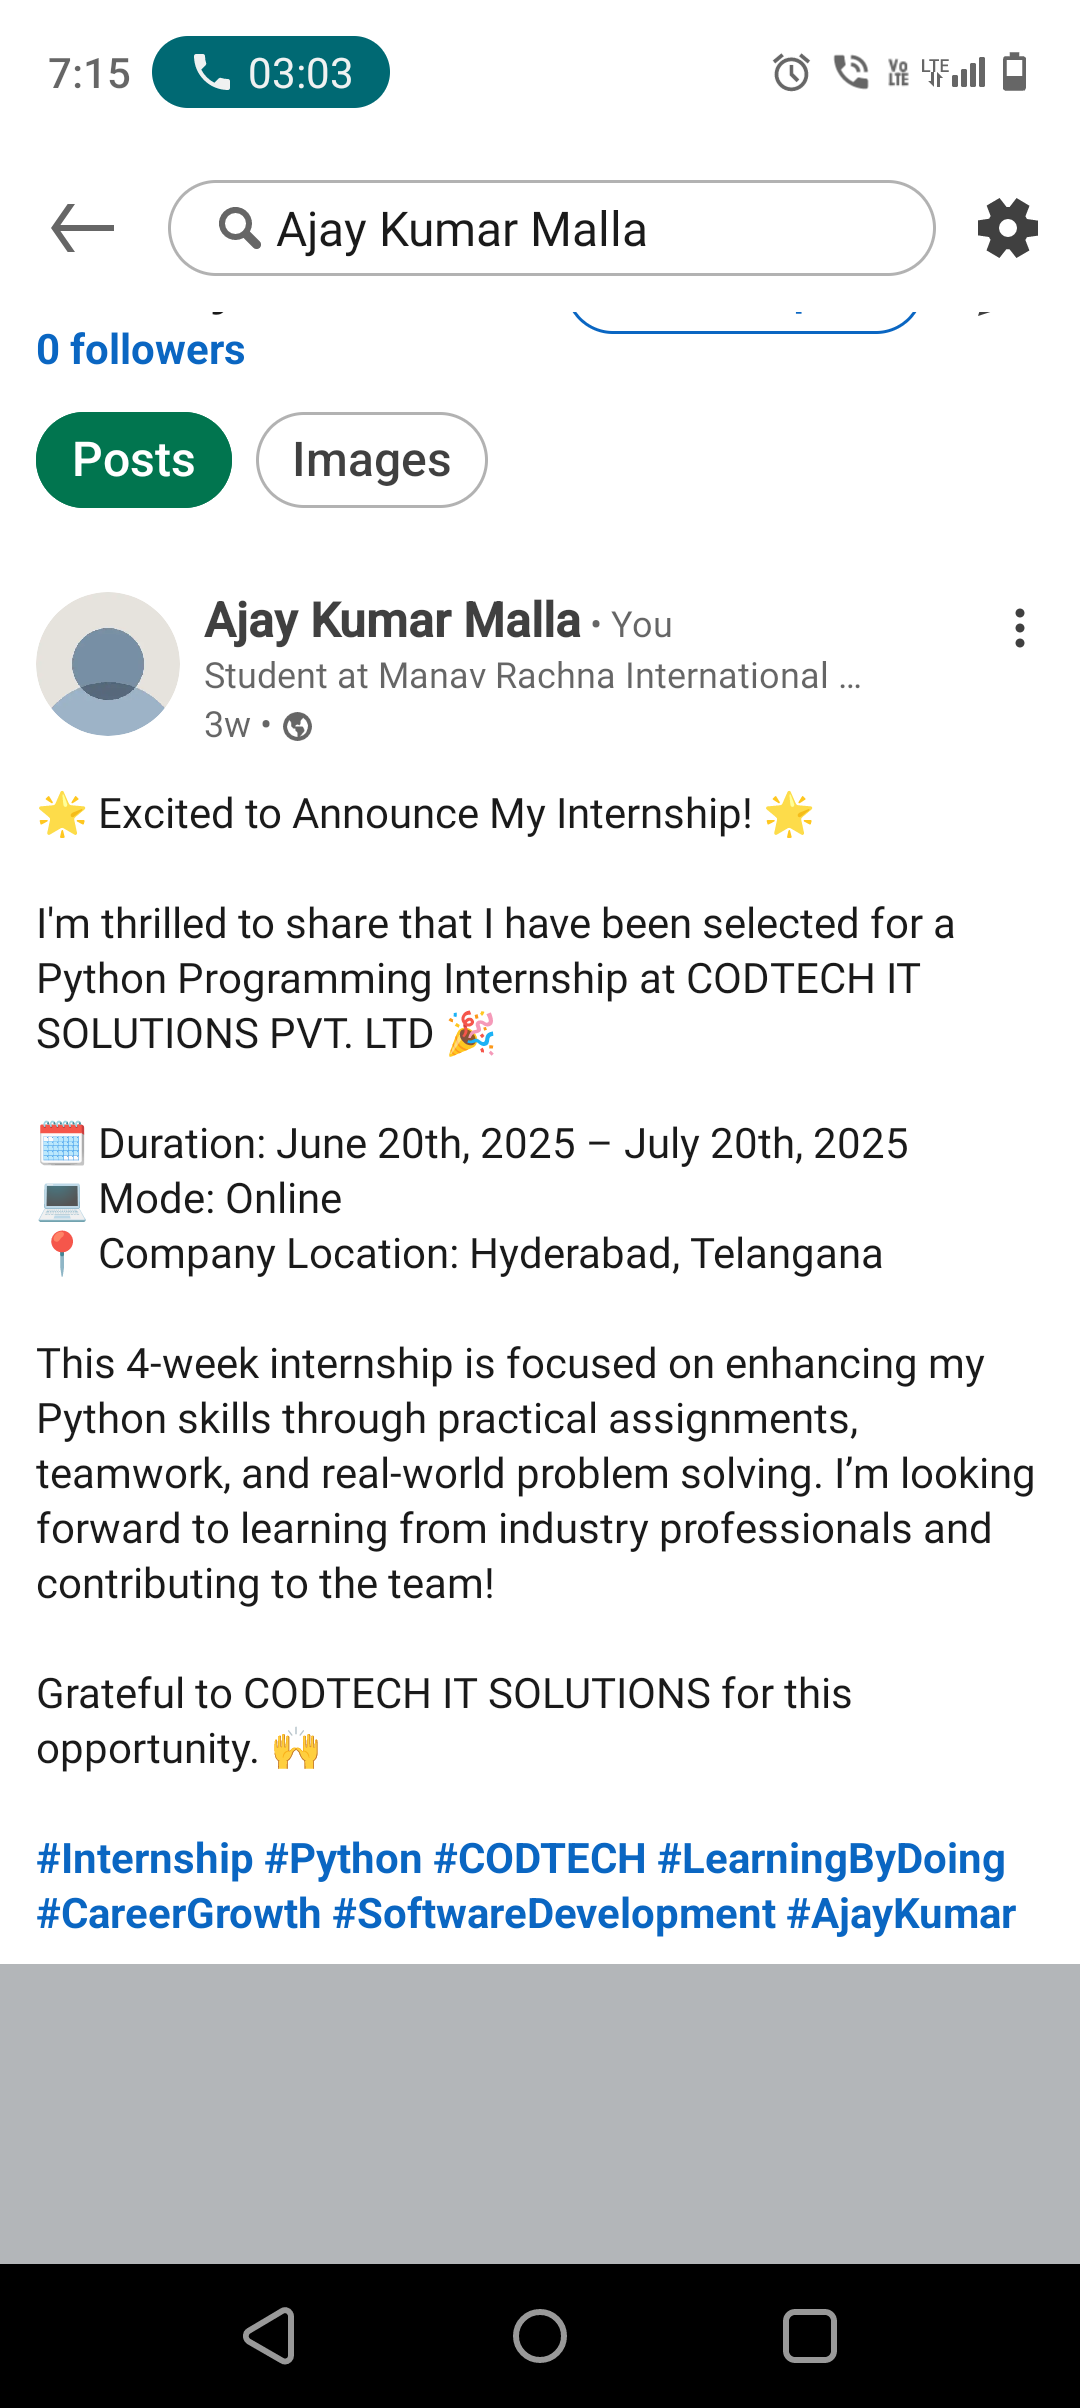 7:15 03:03 Vo LTE LTE
Ajay Kumar Malla
0 followers
Posts Images
Ajay Kumar Malla • You
Student at Manav Rachna International ...
3w •
🌟 Excited to Announce My Internship! 🌟
I'm thrilled to share that I have been selected for a
Python Programming Internship at CODTECH IT
SOLUTIONS PVT. LTD 🎉
🗓️ Duration: June 20th, 2025 – July 20th, 2025
💻 Mode: Online
📍 Company Location: Hyderabad, Telangana
This 4-week internship is focused on enhancing my
Python skills through practical assignments,
teamwork, and real-world problem solving. I’m looking
forward to learning from industry professionals and
contributing to the team!
Grateful to CODTECH IT SOLUTIONS for this
opportunity. 🙌
#Internship #Python #CODTECH #LearningByDoing
#CareerGrowth #SoftwareDevelopment #AjayKumar